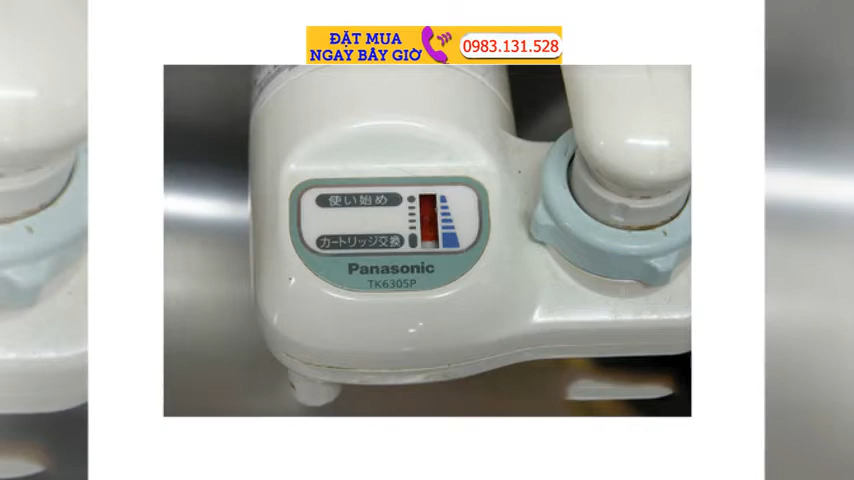 ĐẶT MUA
NGAY BÂY GIỜ
0983.131.528
使い始め
カートリッジ交換
Panasonic
TK6305P